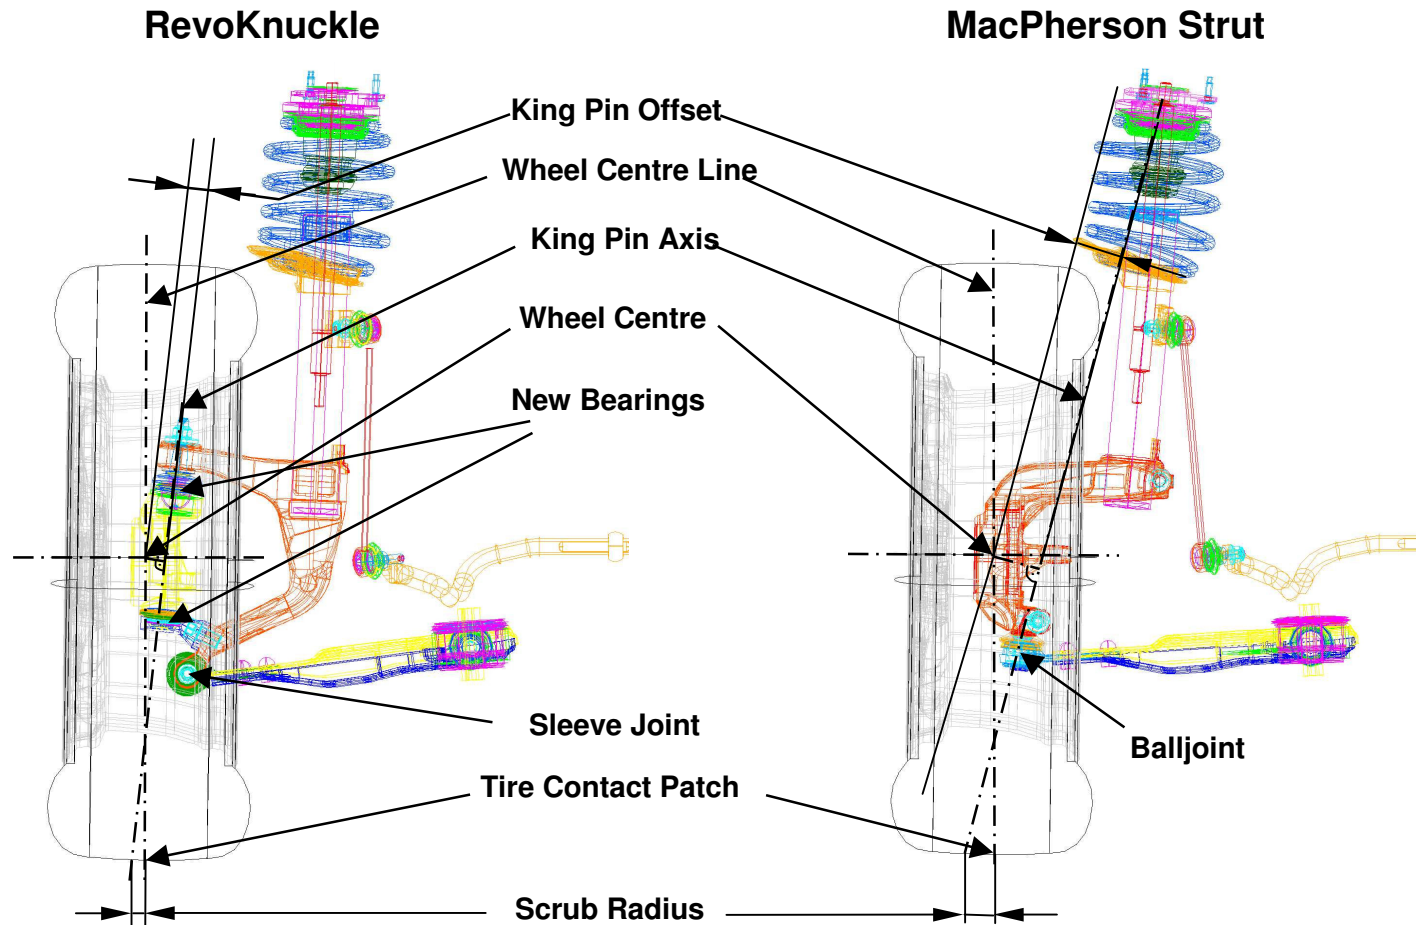 RevoKnuckle
MacPherson Strut
King Pin Offset
Wheel Centre Line
King Pin Axis
Wheel Centre
New Bearings
Sleeve Joint
Balljoint
Tire Contact Patch
Scrub Radius